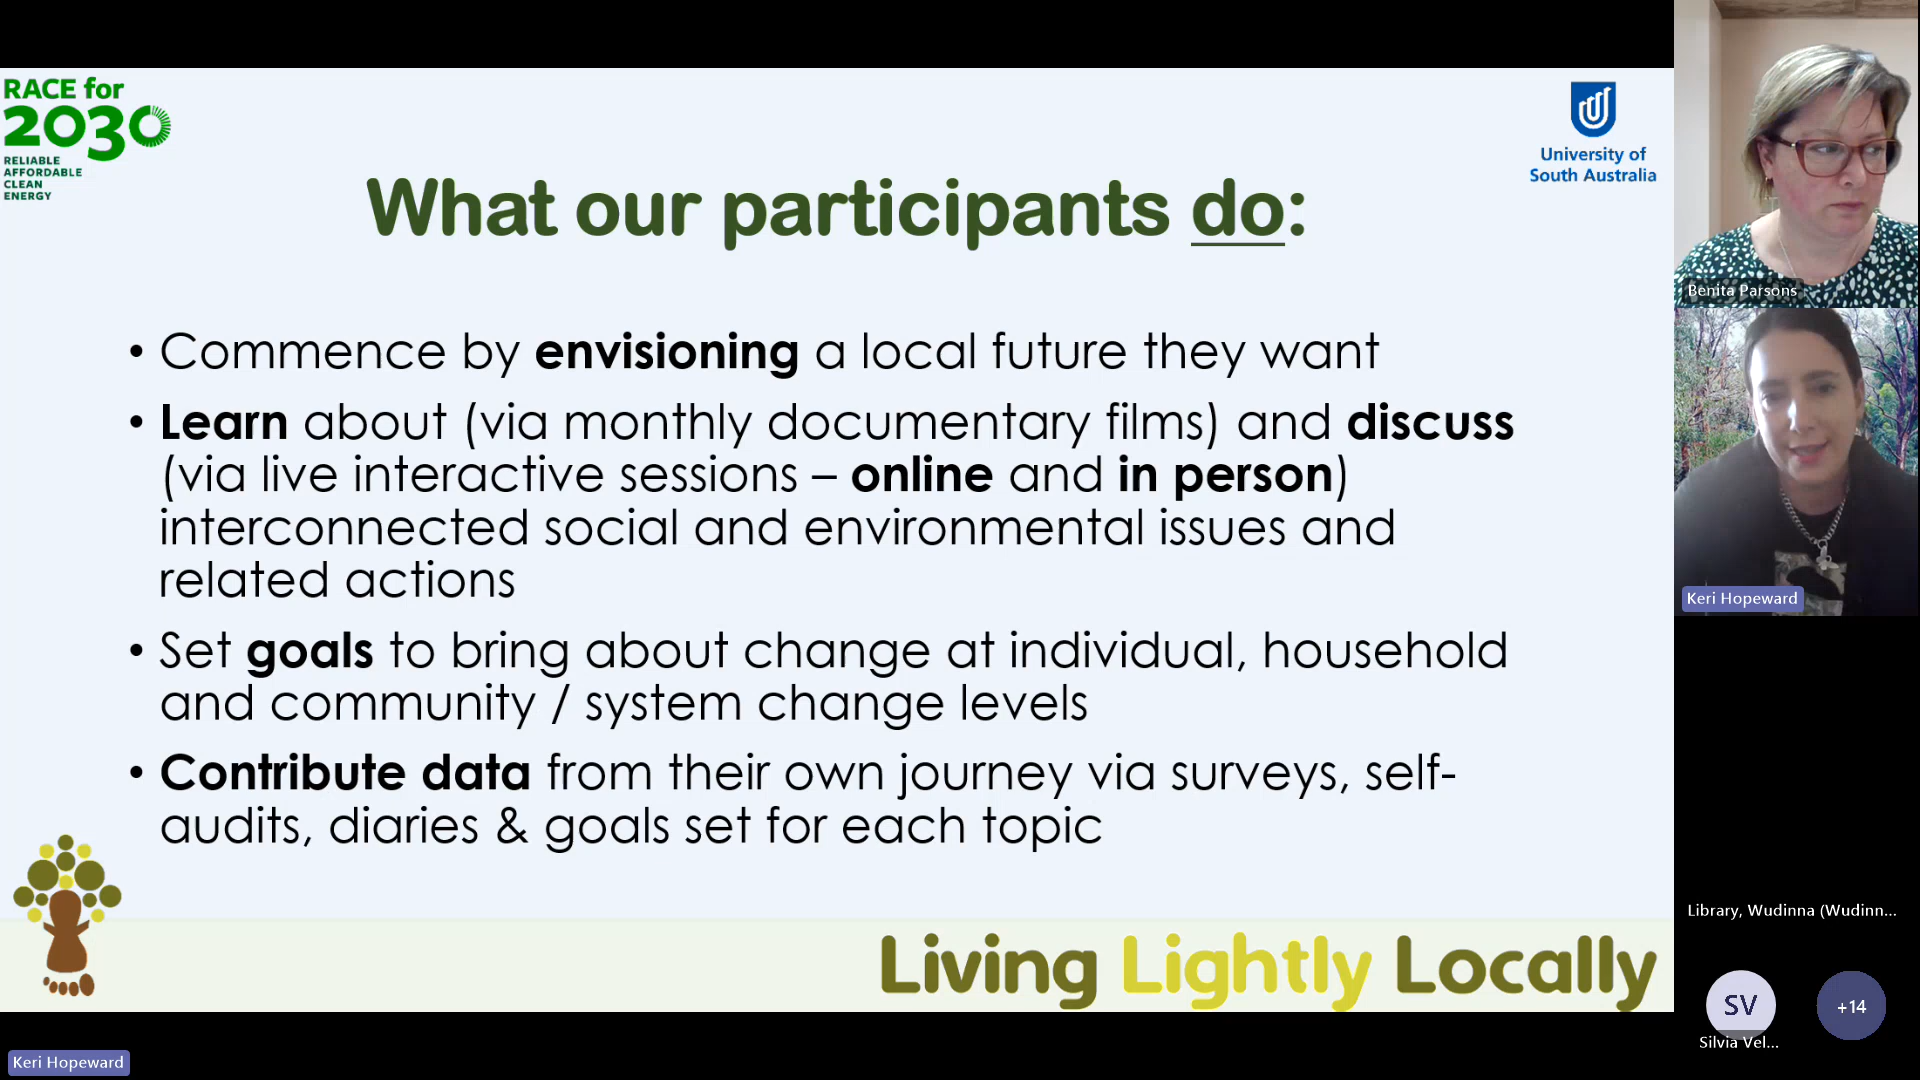 RACE for
2030
RELIABLE
AFFORDABLE
CLEAN
ENERGY
University of
South Australia
What our participants do:
• Commence by envisioning a local future they want
• Learn about (via monthly documentary films) and discuss
(via live interactive sessions – online and in person)
interconnected social and environmental issues and
related actions
• Set goals to bring about change at individual, household
and community / system change levels
• Contribute data from their own journey via surveys, self-
audits, diaries & goals set for each topic
Living Lightly Locally
Keri Hopeward
Benita Parsons
Keri Hopeward
Library, Wudinna (Wudinn...
SV
+14
Silvia Vel...